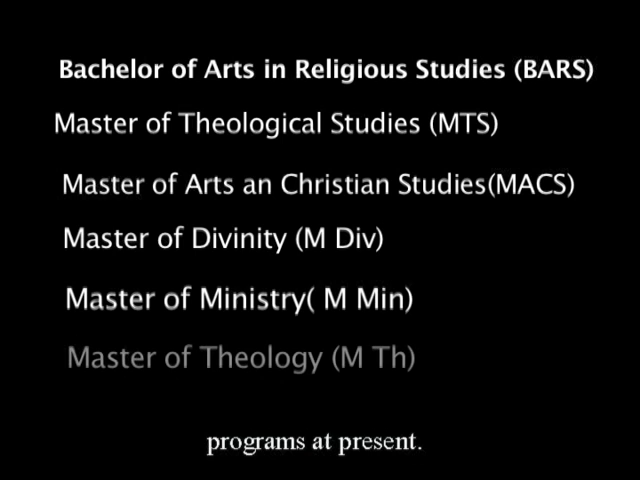 Bachelor of Arts in Religious Studies (BARS)
Master of Theological Studies (MTS)
Master of Arts an Christian Studies(MACS)
Master of Divinity (M Div)
Master of Ministry( M Min)
Master of Theology (M Th)
programs at present.